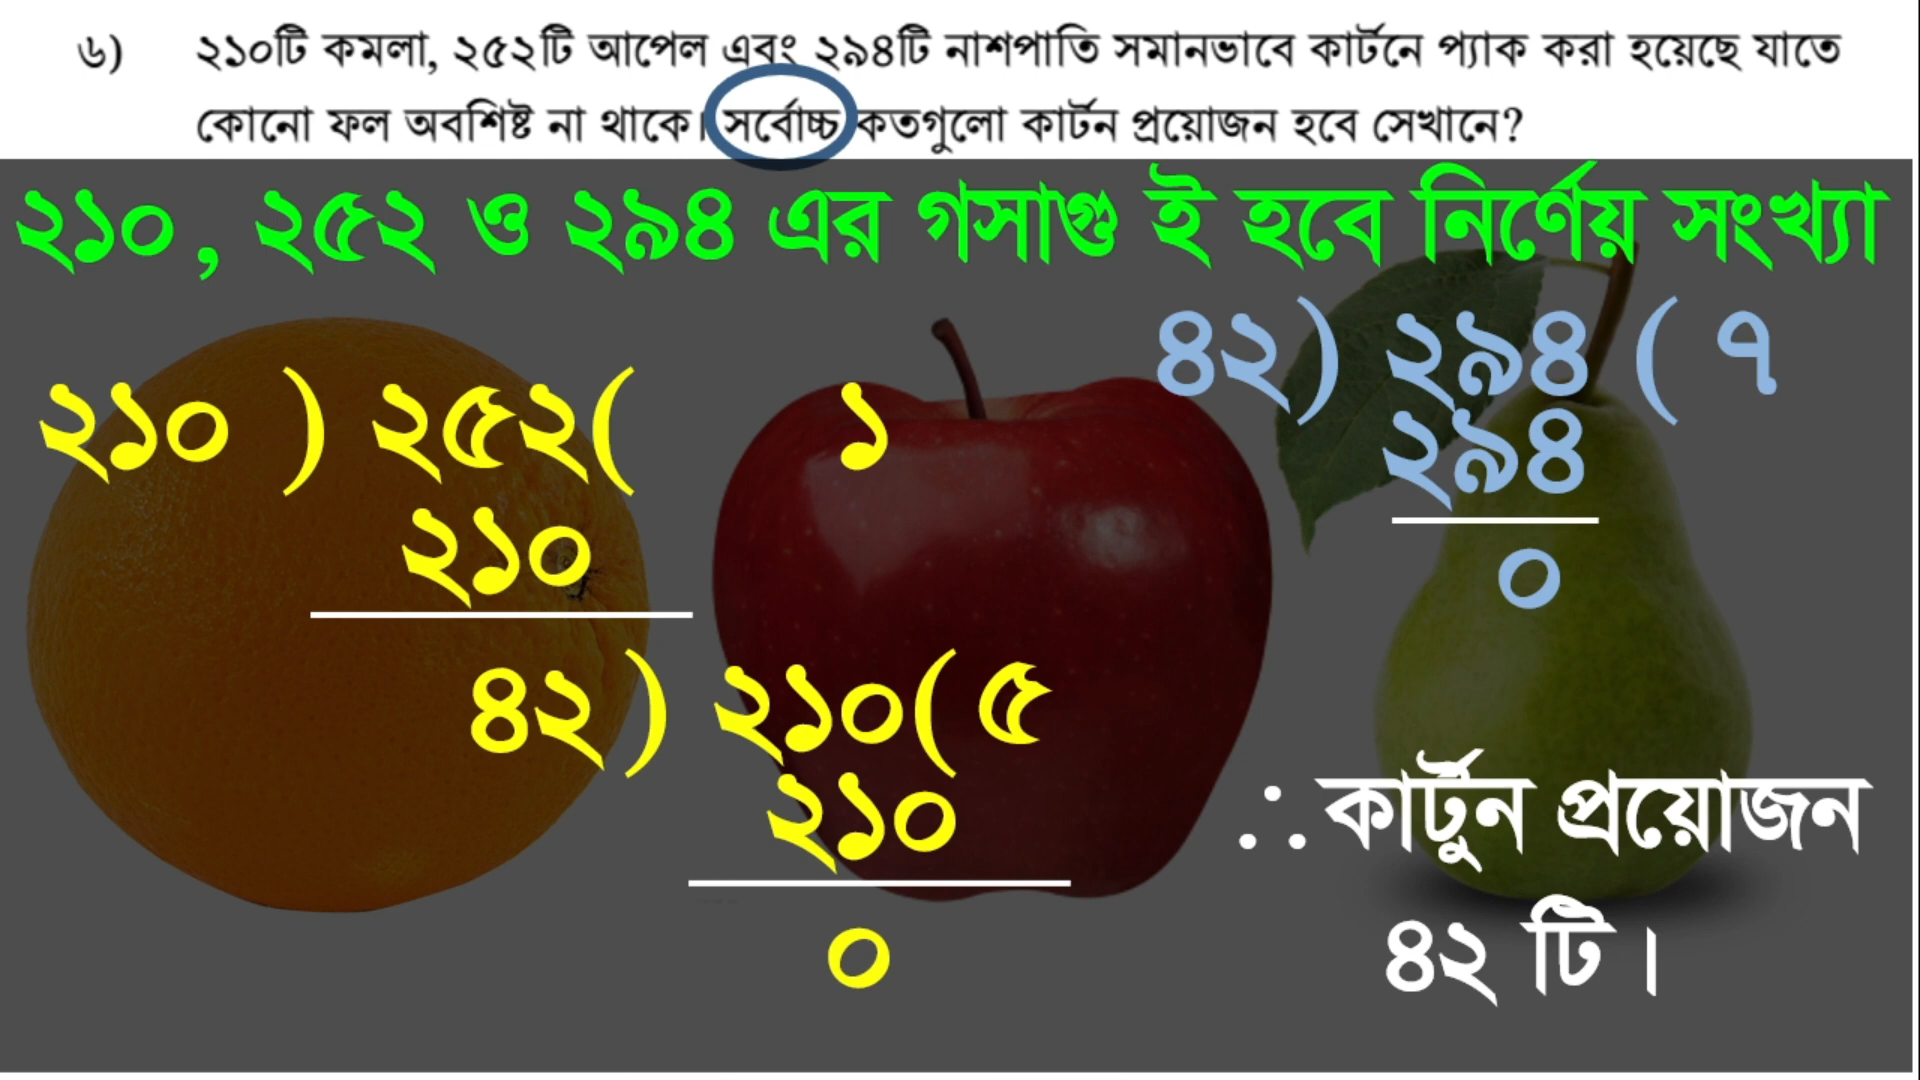 ৬) ২১০টি কমলা, ২৫২টি আপেল এবং ২৯৪টি নাশপাতি সমানভাবে কার্টনে প্যাক করা হয়েছে যাতে
কোনো ফল অবশিষ্ট না থাকে। সর্বোচ্চ কতগুলো কার্টন প্রয়োজন হবে সেখানে?
২১০, ২৫২ ও ২৯৪ এর গসাগু ই হবে নির্ণেয় সংখ্যা
২১০ ) ২৫২( ১
২১০
৪২) ২১০( ৫
২১০
০
৪২) ২৯৪ ( ৭
২৯৪
০
∴ কার্টুন প্রয়োজন
৪২ টি।